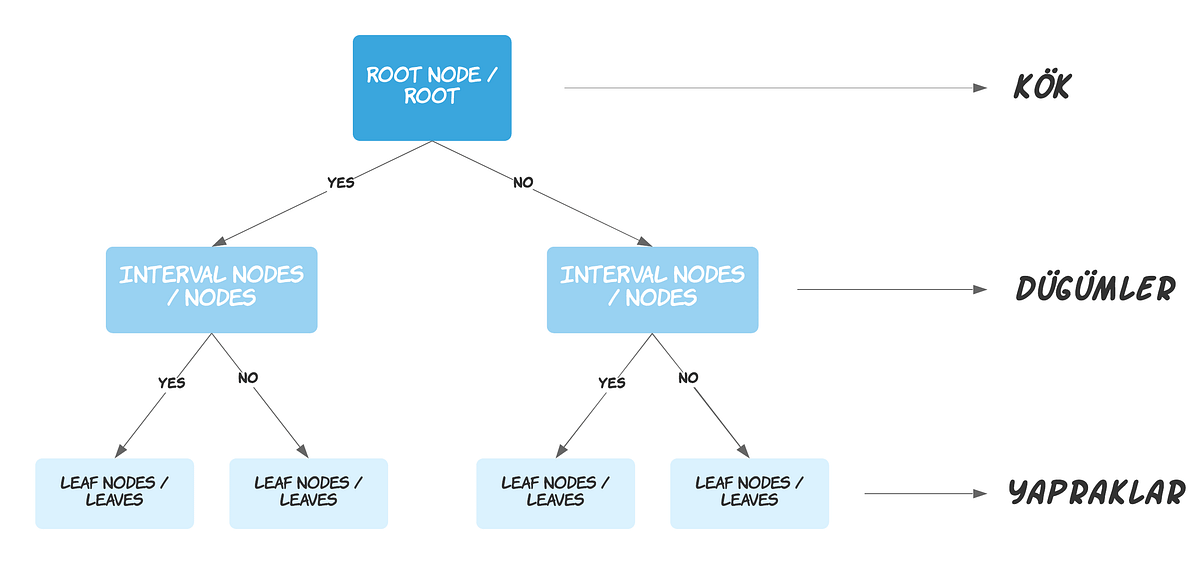 ROOT NODE /
ROOT
KÖK
YES
NO
INTERVAL NODES
/ NODES
INTERVAL NODES
/ NODES
DÜGÜMLER
YES
NO
YES
NO
LEAF NODES /
LEAVES
LEAF NODES /
LEAVES
LEAF NODES /
LEAVES
LEAF NODES /
LEAVES
YAPRAKLAR